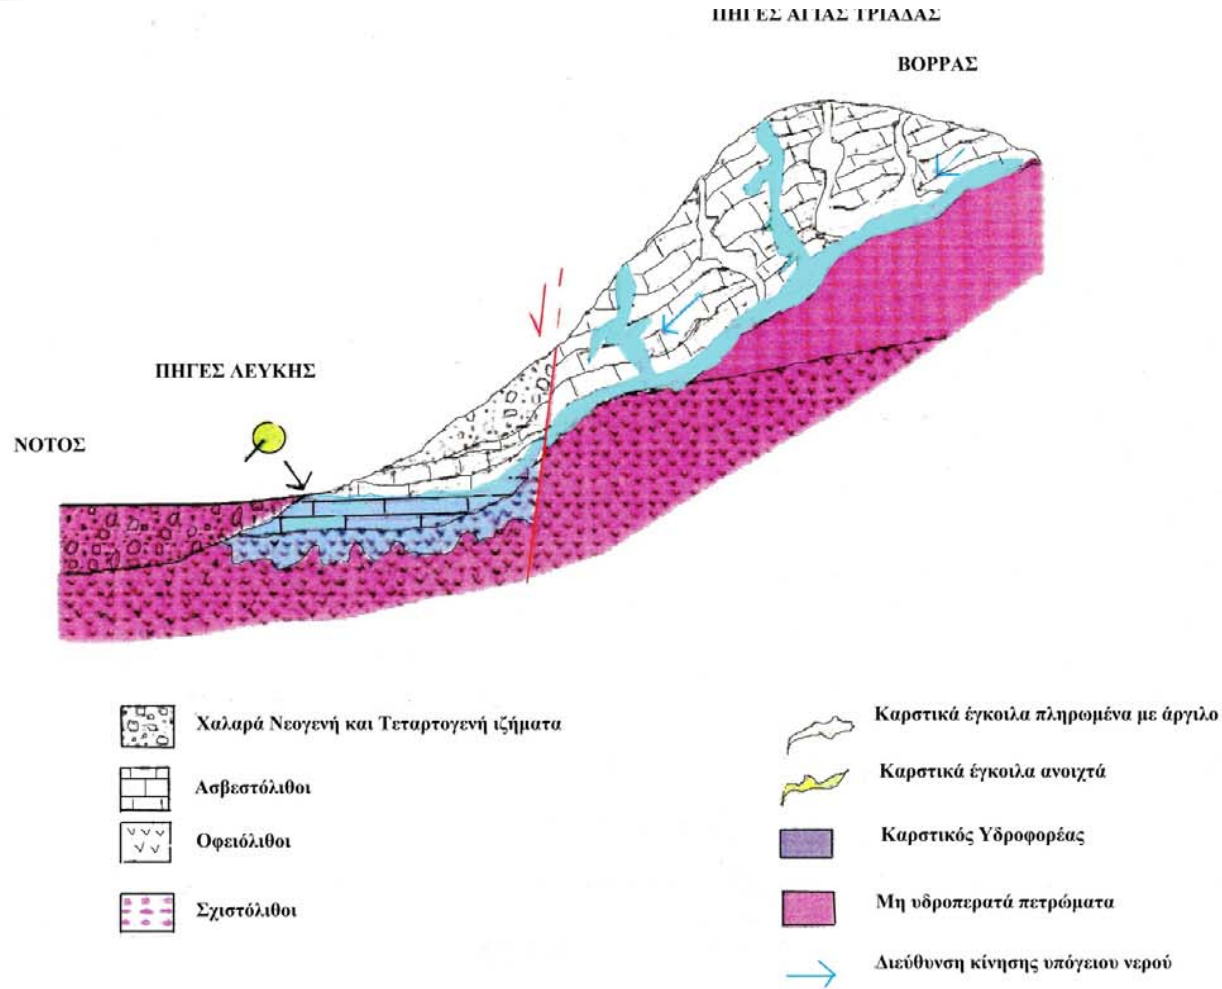 ΠΗΓΕΣ ΑΓΙΑΣ ΤΡΙΑΔΑΣ
ΒΟΡΡΑΣ
ΠΗΓΕΣ ΛΕΥΚΗΣ
ΝΟΤΟΣ
Χαλαρά Νεογενή και Τεταρτογενή ιζήματα
Ασβεστόλιθοι
Οφειόλιθοι
Σχιστόλιθοι
Καρστικά έγκοιλα πληρωμένα με άργιλο
Καρστικά έγκοιλα ανοιχτά
Καρστικός Υδροφορέας
Μη υδροπερατά πετρώματα
Διεύθυνση κίνησης υπόγειου νερού